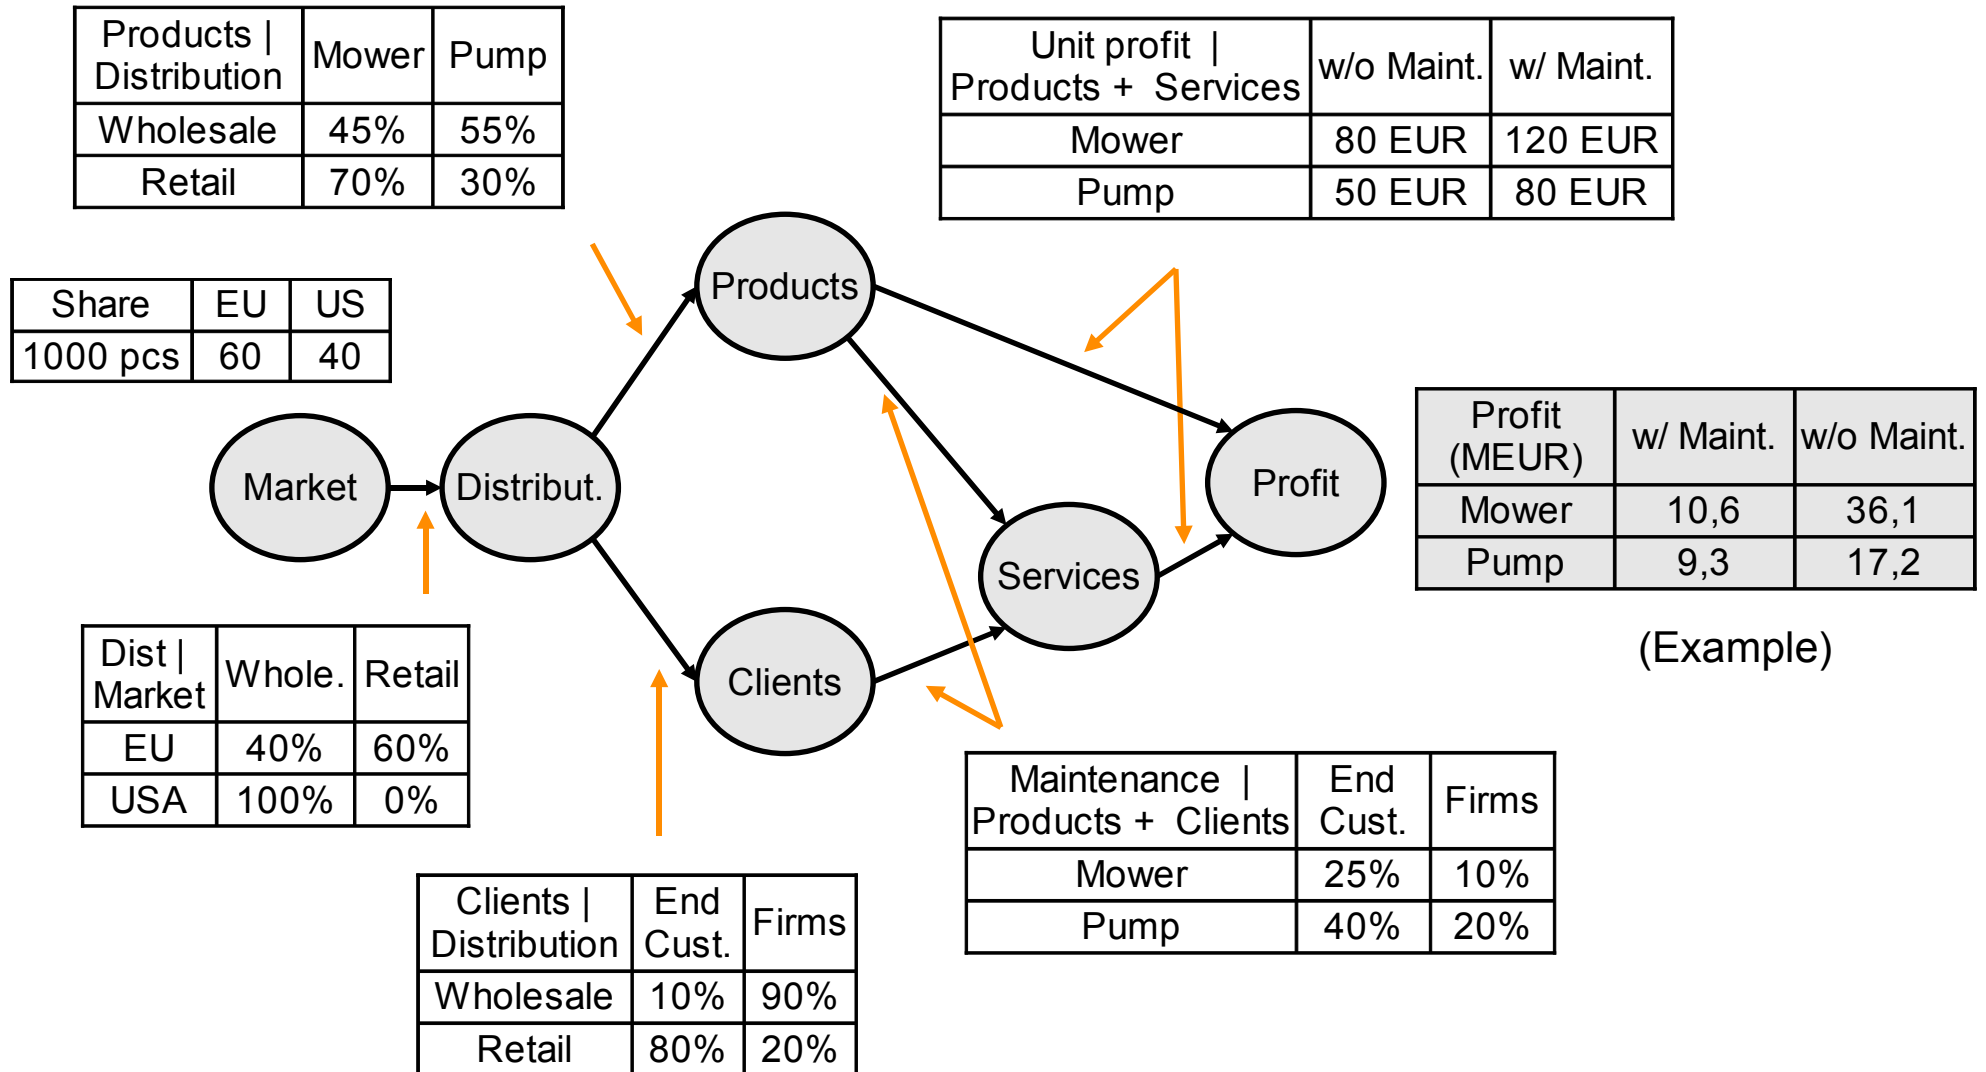 Products | Distribution Mower Pump
Wholesale 45% 55%
Retail 70% 30%
Unit profit | Products + Services w/o Maint. w/ Maint.
Mower 80 EUR 120 EUR
Pump 50 EUR 80 EUR
Share EU US
1000 pcs 60 40
Products
Market
Distribut.
Profit
Services
Clients
Profit (MEUR) w/ Maint. w/o Maint.
Mower 10,6 36,1
Pump 9,3 17,2
(Example)
Dist | Market Whole. Retail
EU 40% 60%
USA 100% 0%
Maintenance | Products + Clients End Cust. Firms
Mower 25% 10%
Pump 40% 20%
Clients | Distribution End Cust. Firms
Wholesale 10% 90%
Retail 80% 20%